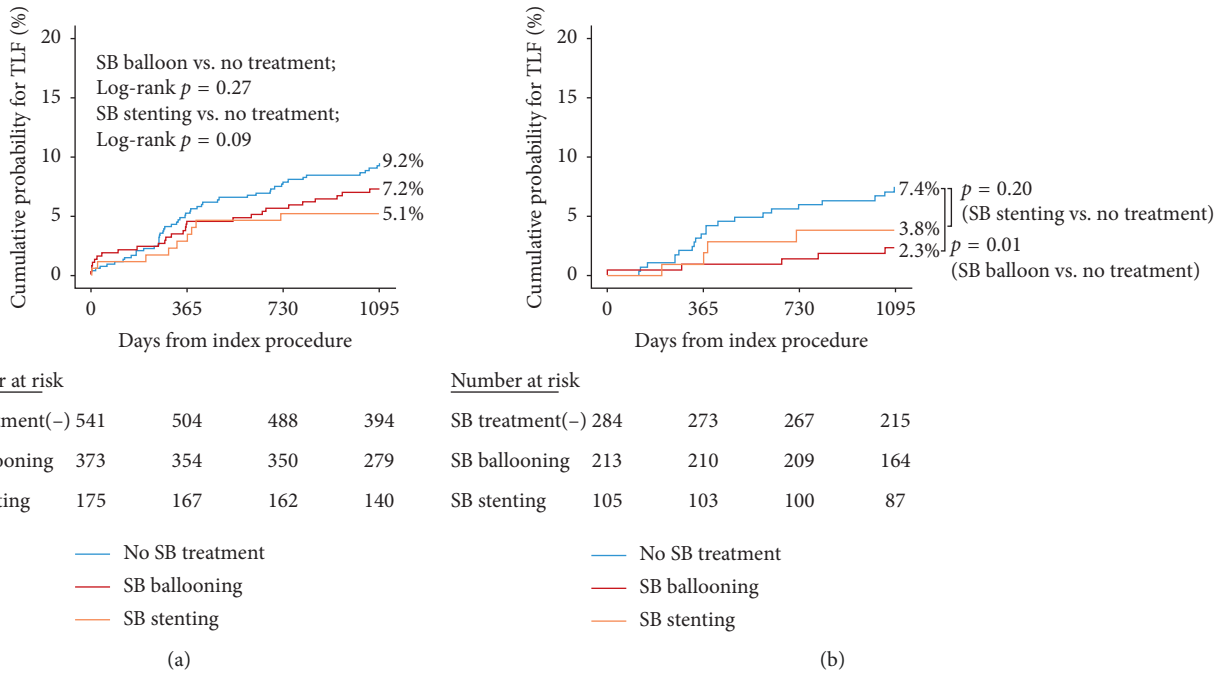 Cumulative probability for TLF (%)
20
15
10
5
0
SB balloon vs. no treatment;
Log-rank p = 0.27
SB stenting vs. no treatment;
Log-rank p = 0.09
9.2%
7.2%
5.1%
0 365 730 1095
Days from index procedure
r at risk
ment(–) 541 504 488 394
ooning 373 354 350 279
ting 175 167 162 140
No SB treatment
SB ballooning
SB stenting
(a)
Cumulative probability for TLF (%)
20
15
10
5
0
7.4%
3.8%
2.3%
p = 0.20
(SB stenting vs. no treatment)
p = 0.01
(SB balloon vs. no treatment)
0 365 730 1095
Days from index procedure
Number at risk
SB treatment(–) 284 273 267 215
SB ballooning 213 210 209 164
SB stenting 105 103 100 87
No SB treatment
SB ballooning
SB stenting
(b)